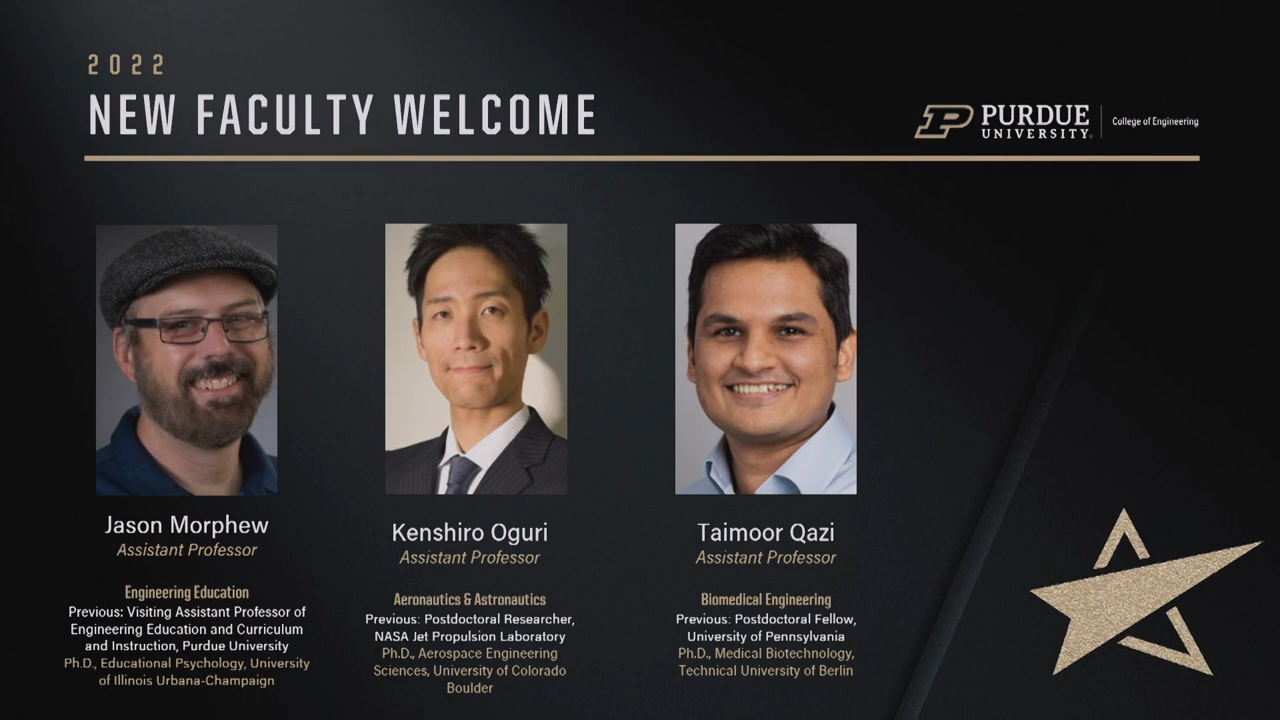 2022
NEW FACULTY WELCOME
PURDUE
UNIVERSITY®
College of Engineering
Jason Morphew
Assistant Professor
Engineering Education
Previous: Visiting Assistant Professor of
Engineering Education and Curriculum
and Instruction, Purdue University
Ph.D., Educational Psychology, University
of Illinois Urbana-Champaign
Kenshiro Oguri
Assistant Professor
Aeronautics & Astronautics
Previous: Postdoctoral Researcher,
NASA Jet Propulsion Laboratory
Ph.D., Aerospace Engineering
Sciences, University of Colorado
Boulder
Taimoor Qazi
Assistant Professor
Biomedical Engineering
Previous: Postdoctoral Fellow,
University of Pennsylvania
Ph.D., Medical Biotechnology,
Technical University of Berlin